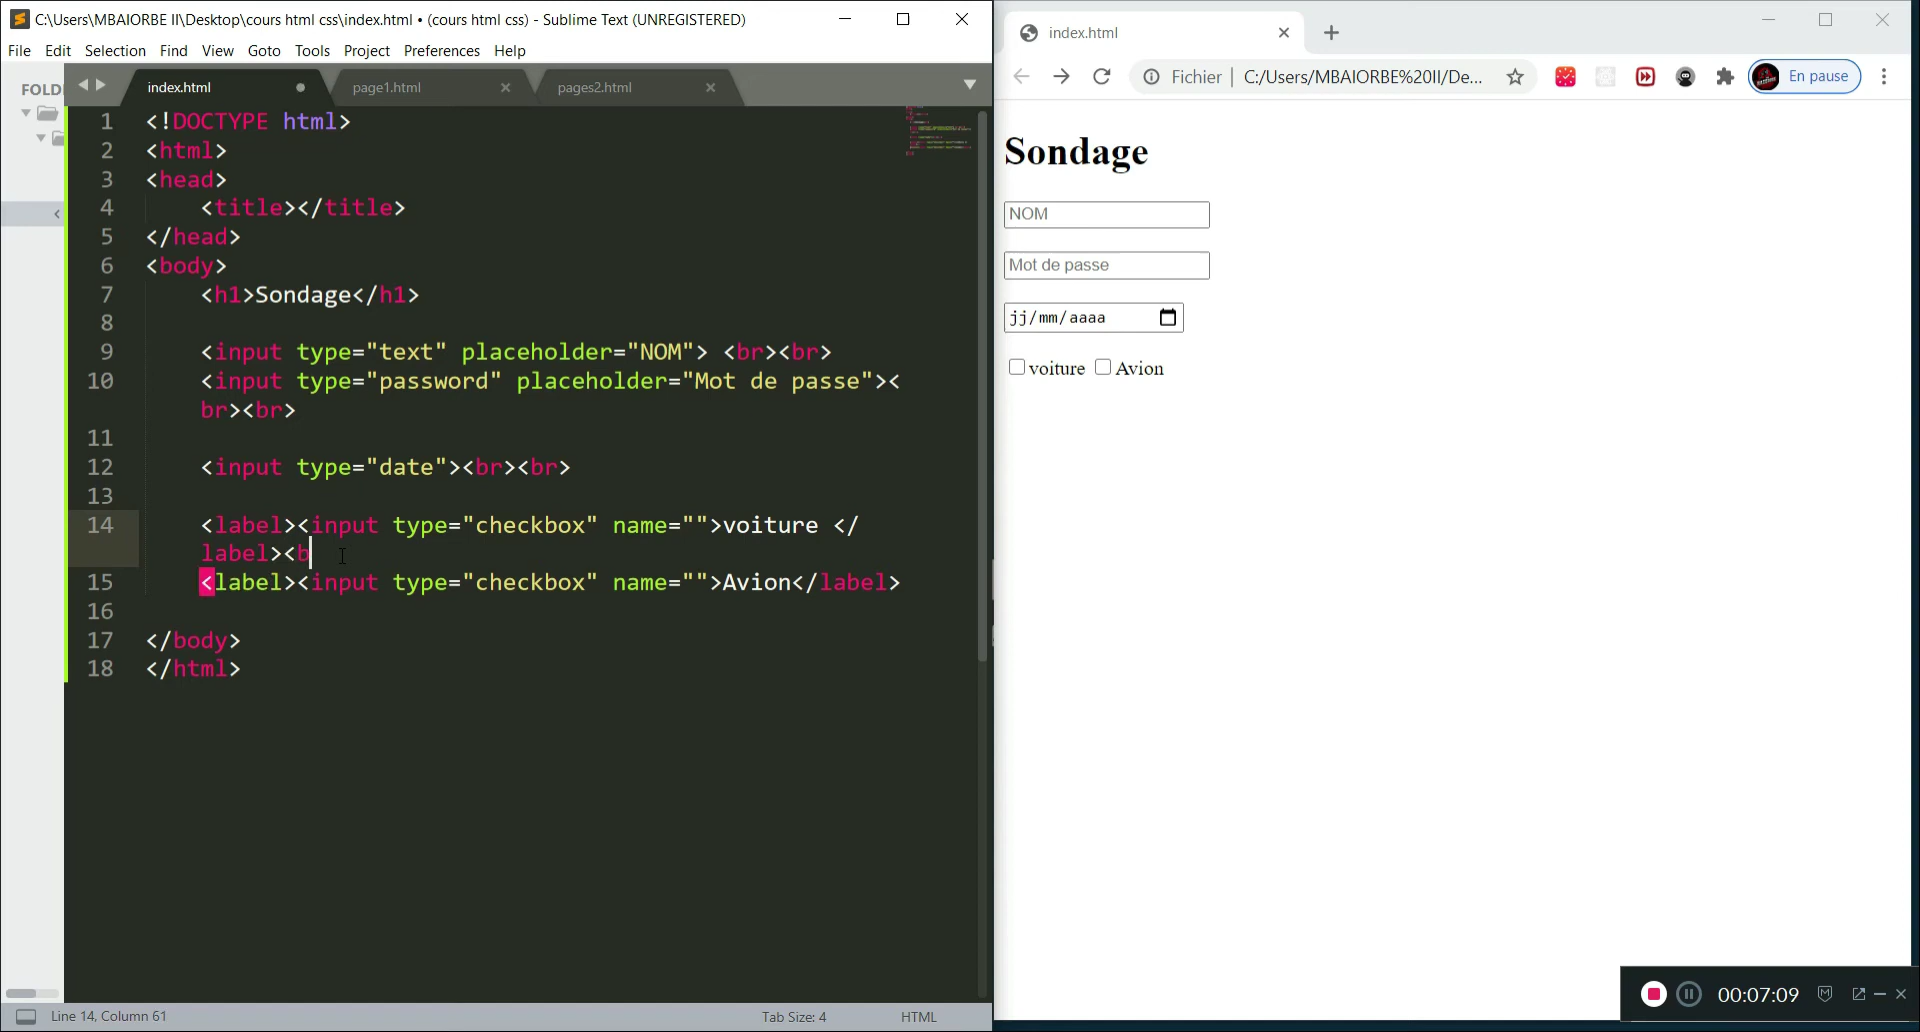 C:\Users\MBAIORBE II\Desktop\cours html css\index.html • (cours html css) - Sublime Text (UNREGISTERED)
File Edit Selection Find View Goto Tools Project Preferences Help
FOLD
index.html page1.html pages2.html
1 <!DOCTYPE html>
2 <html>
3 <head>
4 <title></title>
5 </head>
6 <body>
7 <h1>Sondage</h1>
8
9 <input type="text" placeholder="NOM"> <br><br>
10 <input type="password" placeholder="Mot de passe"><
br><br>
11
12 <input type="date"><br><br>
13
14 <label><input type="checkbox" name="">voiture </
label><b
15 <label><input type="checkbox" name="">Avion</label>
16
17 </body>
18 </html>
Line 14, Column 61 Tab Size: 4 HTML
index.html
Fichier | C:/Users/MBAIORBE%20II/De... En pause
Sondage
NOM
Mot de passe
jj/mm/aaaa
voiture Avion
00:07:09